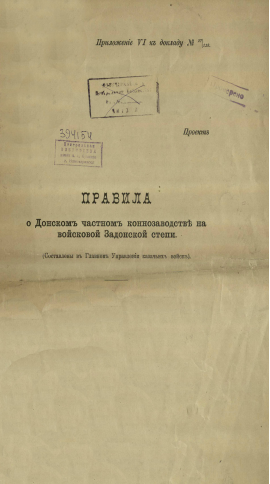 Приложеніе VI къ докладу №
394154
Проектъ
ПРАВИЛА
о Донскомъ частномъ коннозаводствѣ на
войсковой Задонской степи.
(Составлены въ Главномъ Управленіи казачьихъ войскъ).